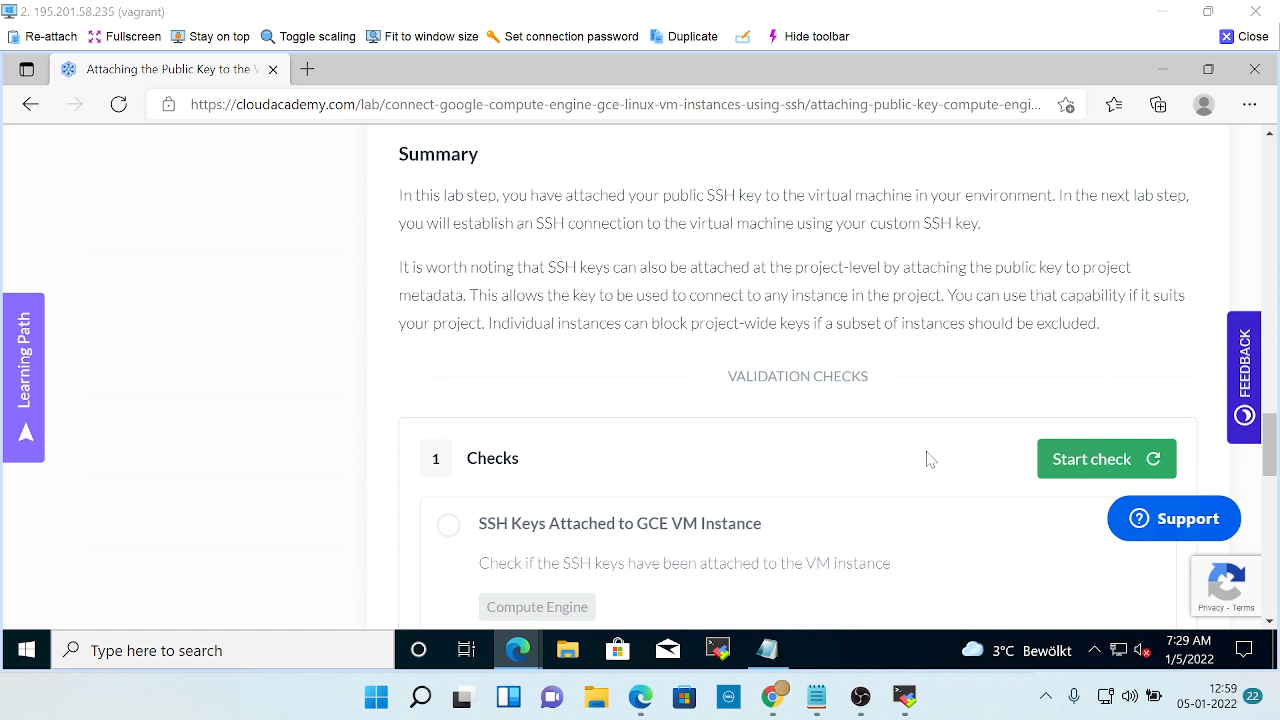 2. 195.201.58.235 (vagrant)
Re-attach Fullscreen Stay on top Toggle scaling Fit to window size Set connection password Duplicate Hide toolbar Close
Attaching the Public Key to the V
https://cloudacademy.com/lab/connect-google-compute-engine-gce-linux-vm-instances-using-ssh/attaching-public-key-compute-engi...
Summary
In this lab step, you have attached your public SSH key to the virtual machine in your environment. In the next lab step,
you will establish an SSH connection to the virtual machine using your custom SSH key.
It is worth noting that SSH keys can also be attached at the project-level by attaching the public key to project
metadata. This allows the key to be used to connect to any instance in the project. You can use that capability if it suits
your project. Individual instances can block project-wide keys if a subset of instances should be excluded.
Learning Path
FEEDBACK
VALIDATION CHECKS
1 Checks Start check
SSH Keys Attached to GCE VM Instance
Support
Check if the SSH keys have been attached to the VM instance
Compute Engine
Privacy - Terms
Type here to search
3°C Bewölkt
7:29 AM
1/5/2022
DELL
12:59
05-01-2022
22